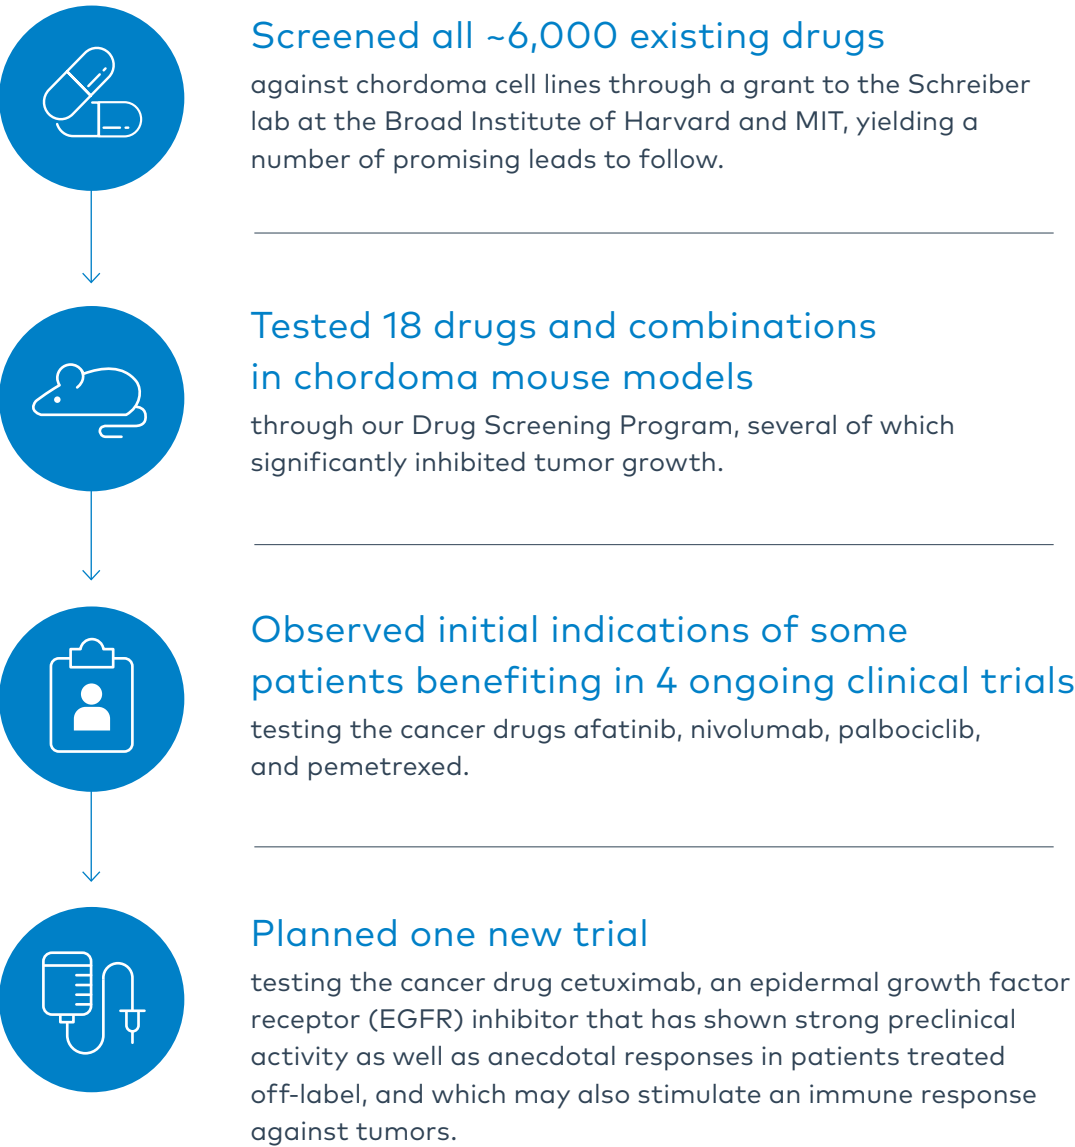 Screened all ~6,000 existing drugs
against chordoma cell lines through a grant to the Schreiber
lab at the Broad Institute of Harvard and MIT, yielding a
number of promising leads to follow.
Tested 18 drugs and combinations
in chordoma mouse models
through our Drug Screening Program, several of which
significantly inhibited tumor growth.
Observed initial indications of some
patients benefiting in 4 ongoing clinical trials
testing the cancer drugs afatinib, nivolumab, palbociclib,
and pemetrexed.
Planned one new trial
testing the cancer drug cetuximab, an epidermal growth factor
receptor (EGFR) inhibitor that has shown strong preclinical
activity as well as anecdotal responses in patients treated
off-label, and which may also stimulate an immune response
against tumors.